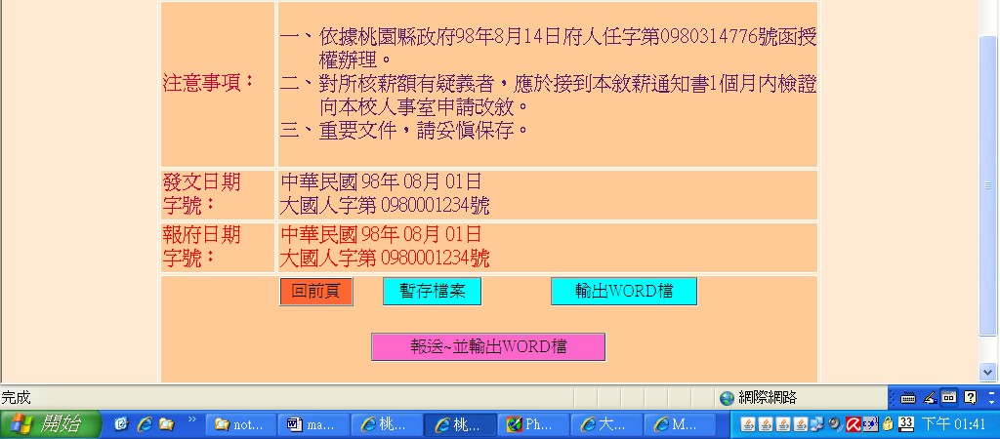 注意事項：
一、依據桃園縣政府98年8月14日府人任字第0980314776號函授
權辦理。
二、對所核薪額有疑義者，應於接到本敘薪通知書1個月內檢證
向本校人事室申請改敘。
三、重要文件，請妥慎保存。
發文日期
字號：
中華民國 98年 08月 01日
大國人字第 0980001234號
報府日期
字號：
中華民國 98年 08月 01日
大國人字第 0980001234號
回前頁 暫存檔案 輸出WORD檔
報送~並輸出WORD檔
完成 網際網路
開始 not... ma... 桃... 桃... Ph... 大... M... 33 下午 01:41